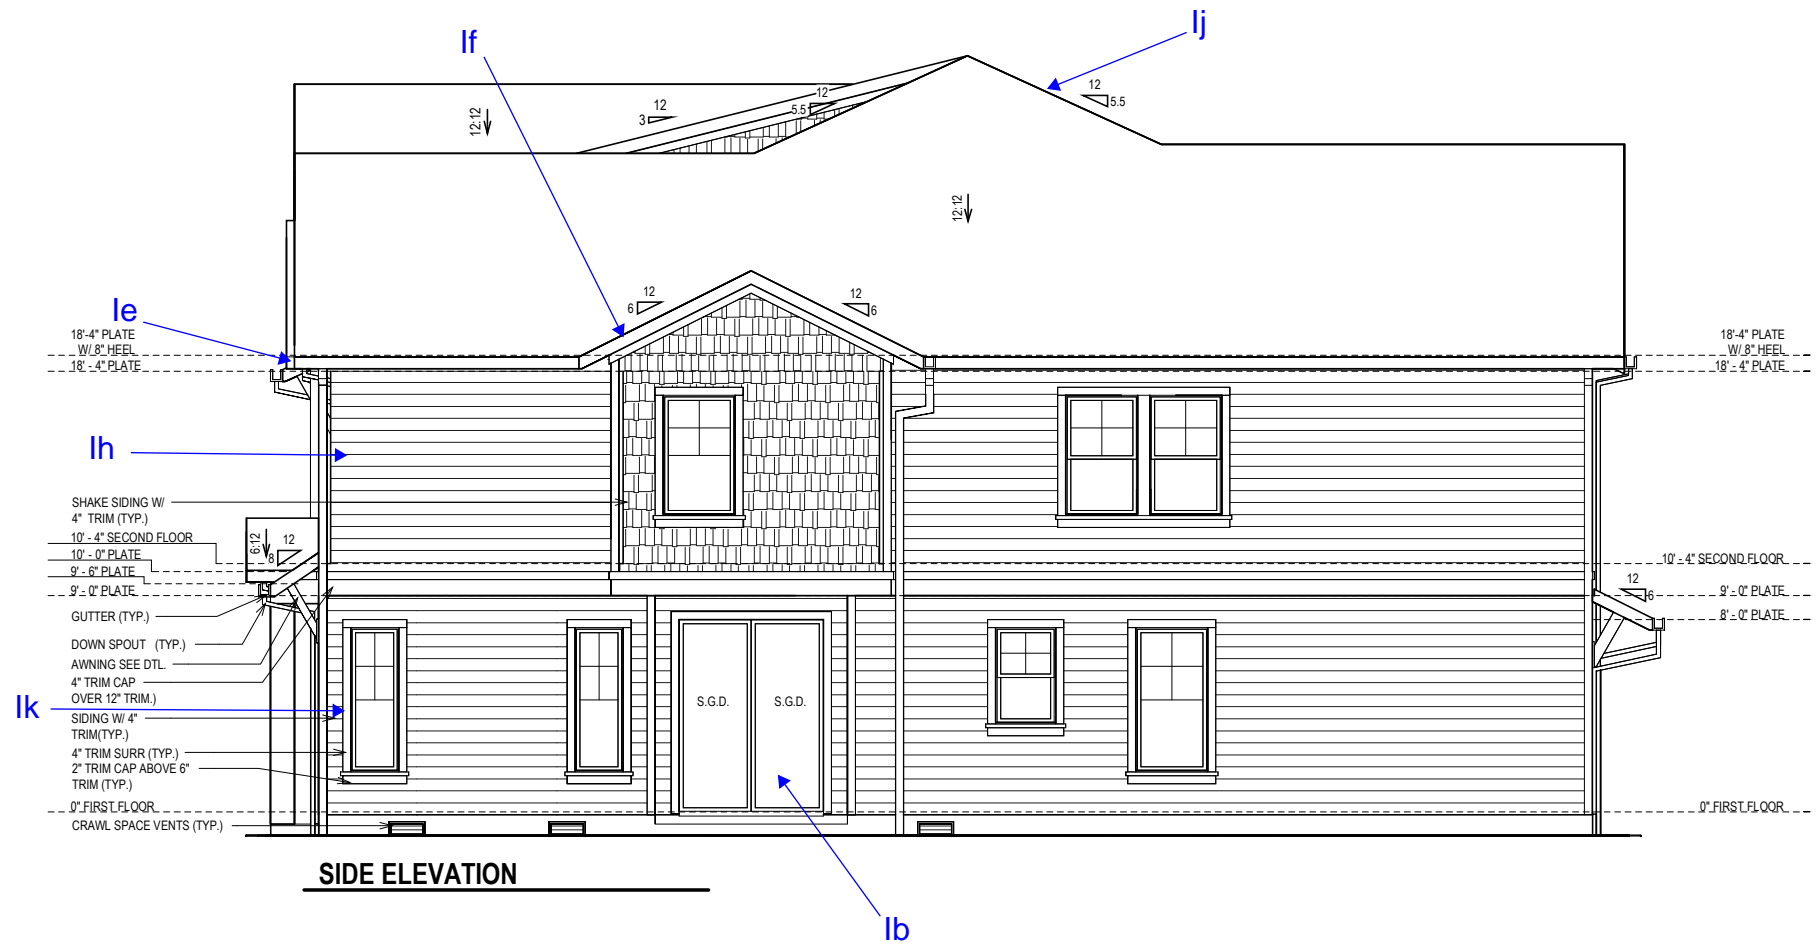 If
Ij
12
5.5
12
3
12
5.5
12:12
12:12
12
6
12
6
Ie
18'-4" PLATE
W/ 8" HEEL
18' - 4" PLATE
18'-4" PLATE
W/ 8" HEEL
18' - 4" PLATE
Ih
SHAKE SIDING W/
4" TRIM (TYP.)
10' - 4" SECOND FLOOR
10' - 0" PLATE
9' - 6" PLATE
9' - 0" PLATE
6:12
12
8
10' - 4" SECOND FLOOR
12
6
9' - 0" PLATE
8' - 0" PLATE
GUTTER (TYP.)
DOWN SPOUT (TYP.)
AWNING SEE DTL.
4" TRIM CAP
OVER 12" TRIM.)
Ik
SIDING W/ 4"
TRIM(TYP.)
4" TRIM SURR (TYP.)
2" TRIM CAP ABOVE 6"
TRIM (TYP.)
S.G.D.
S.G.D.
0" FIRST FLOOR
0" FIRST FLOOR
CRAWL SPACE VENTS (TYP.)
SIDE ELEVATION
Ib